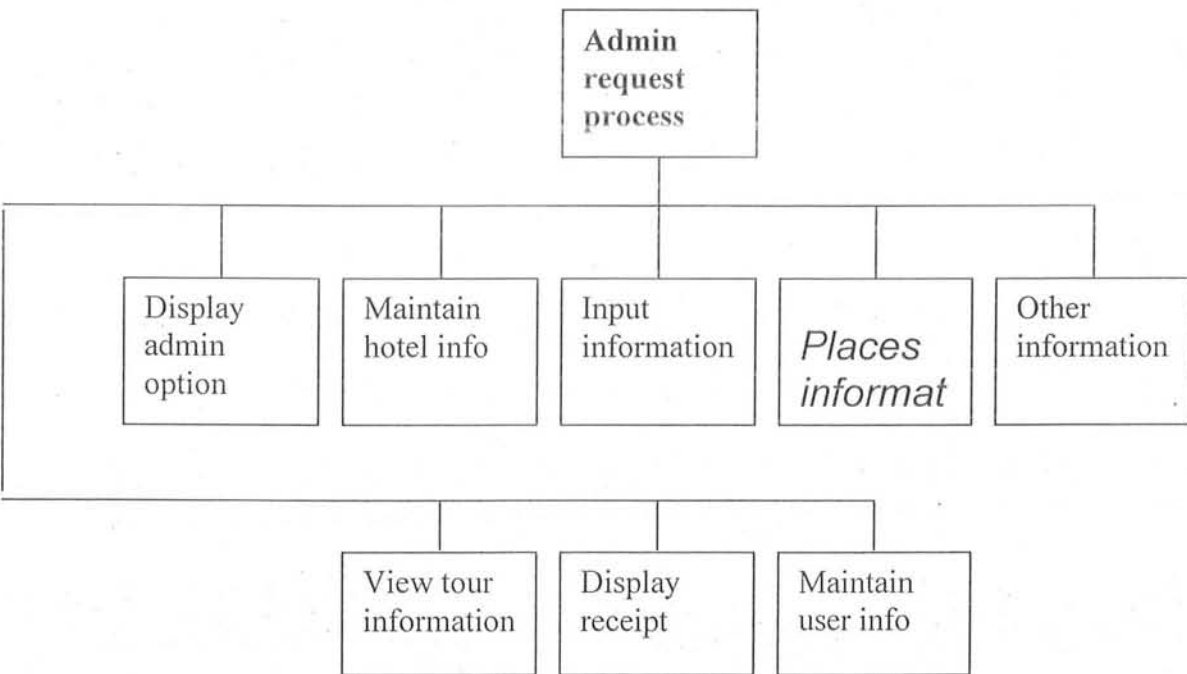 Admin
request
process
Display
admin
option
Maintain
hotel info
Input
information
Places
informat
Other
information
View tour
information
Display
receipt
Maintain
user info